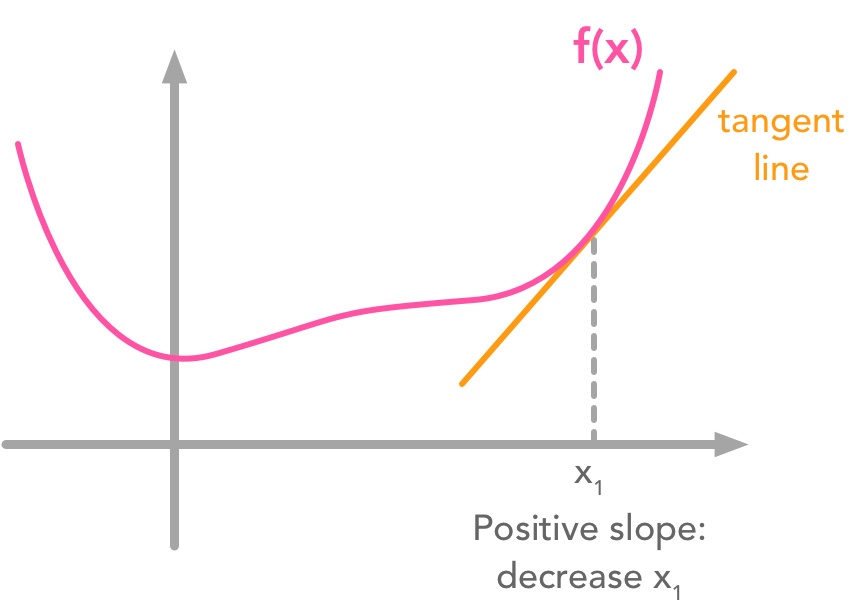 f(x)
tangent
line
x₁
Positive slope:
decrease x₁